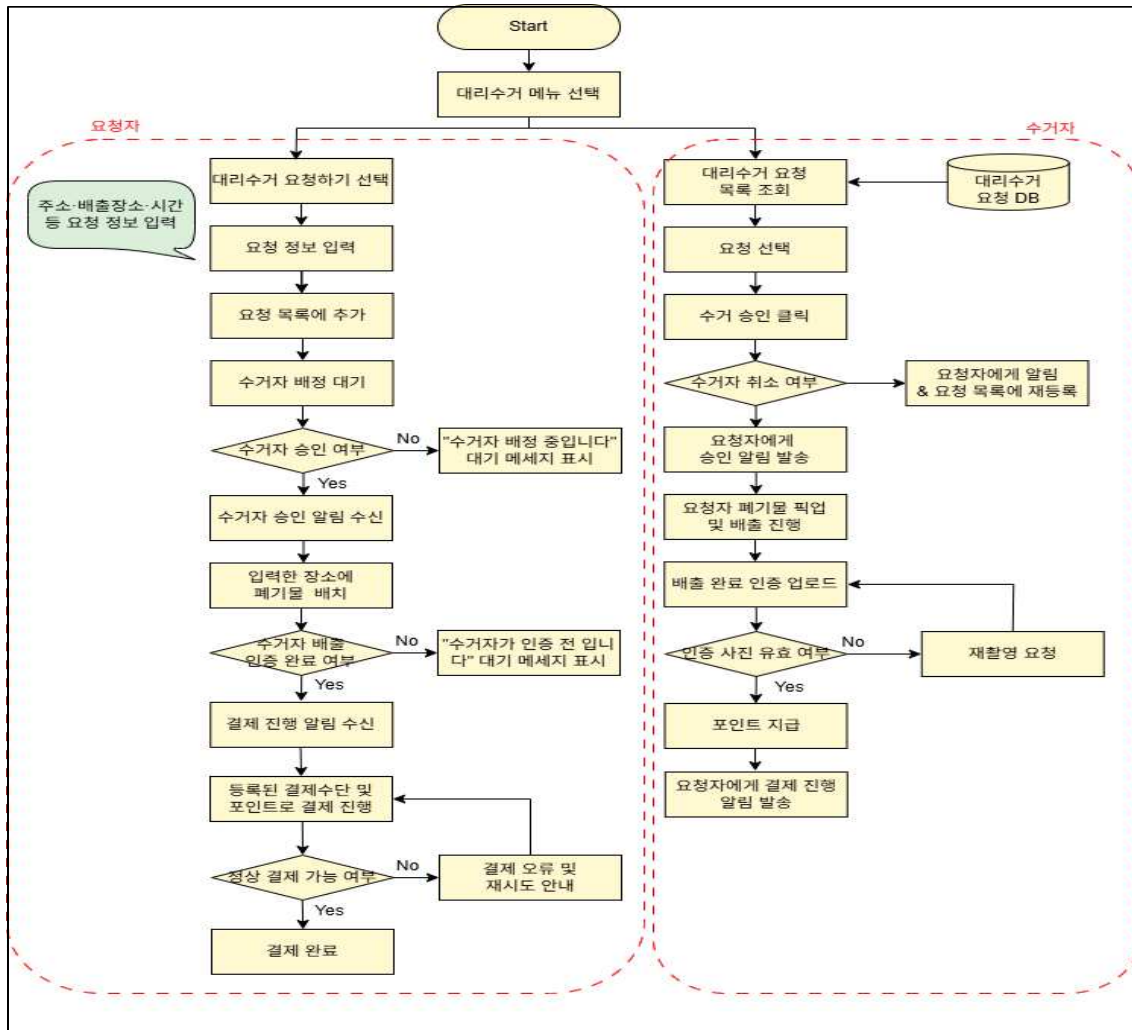 Start
대리수거 메뉴 선택
요청자
대리수거 요청하기 선택
주소·배출장소·시간
등 요청 정보 입력
요청 정보 입력
요청 목록에 추가
수거자 배정 대기
수거자 승인 여부
No
"수거자 배정 중입니다"
대기 메세지 표시
Yes
수거자 승인 알림 수신
입력한 장소에
폐기물 배치
수거자 배출
인증 완료 여부
No
"수거자가 인증 전 입니
다" 대기 메세지 표시
Yes
결제 진행 알림 수신
등록된 결제수단 및
포인트로 결제 진행
정상 결제 가능 여부
No
결제 오류 및
재시도 안내
Yes
결제 완료
수거자
대리수거 요청
목록 조회
대리수거
요청 DB
요청 선택
수거 승인 클릭
수거자 취소 여부
요청자에게 알림
& 요청 목록에 재등록
요청자에게
승인 알림 발송
요청자 폐기물 픽업
및 배출 진행
배출 완료 인증 업로드
인증 사진 유효 여부
No
재촬영 요청
Yes
포인트 지급
요청자에게 결제 진행
알림 발송